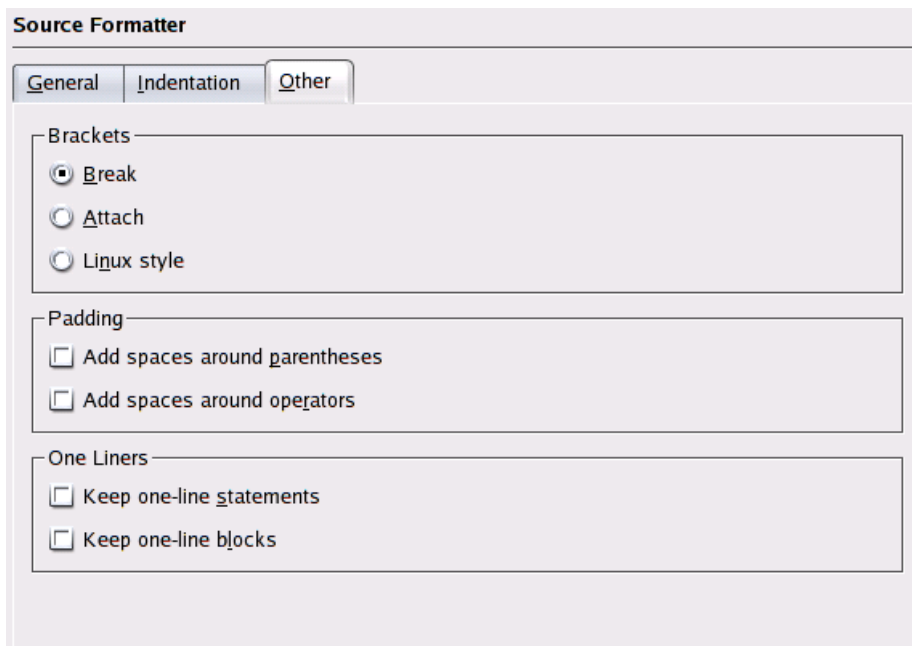 Source Formatter
General Indentation Other
Brackets
Break
Attach
Linux style
Padding
Add spaces around parentheses
Add spaces around operators
One Liners
Keep one-line statements
Keep one-line blocks